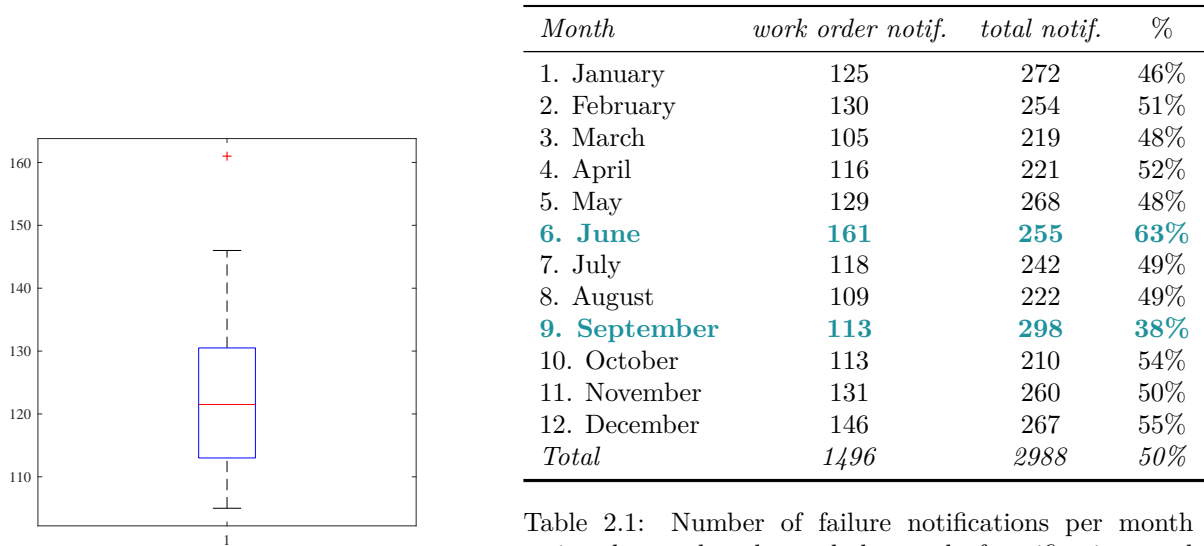 160
150
140
130
120
110
1
Month work order notif. total notif. %
1. January 125 272 46%
2. February 130 254 51%
3. March 105 219 48%
4. April 116 221 52%
5. May 129 268 48%
6. June 161 255 63%
7. July 118 242 49%
8. August 109 222 49%
9. September 113 298 38%
10. October 113 210 54%
11. November 131 260 50%
12. December 146 267 55%
Total 1496 2988 50%
Table 2.1: Number of failure notifications per month